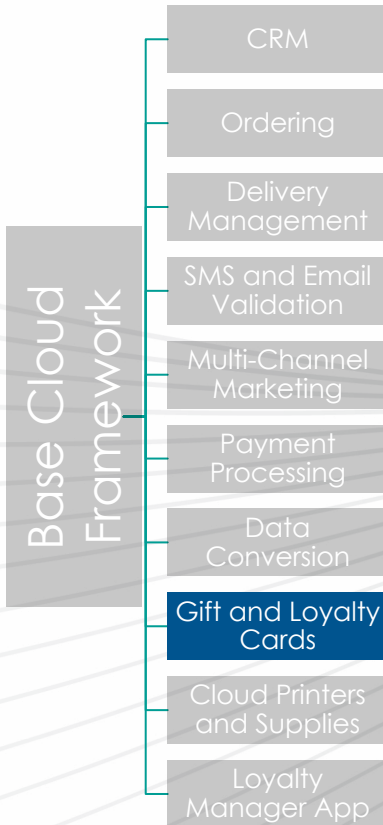 Base Cloud
Framework
CRM
Ordering
Delivery
Management
SMS and Email
Validation
Multi-Channel
Marketing
Payment
Processing
Data
Conversion
Gift and Loyalty
Cards
Cloud Printers
and Supplies
Loyalty
Manager App